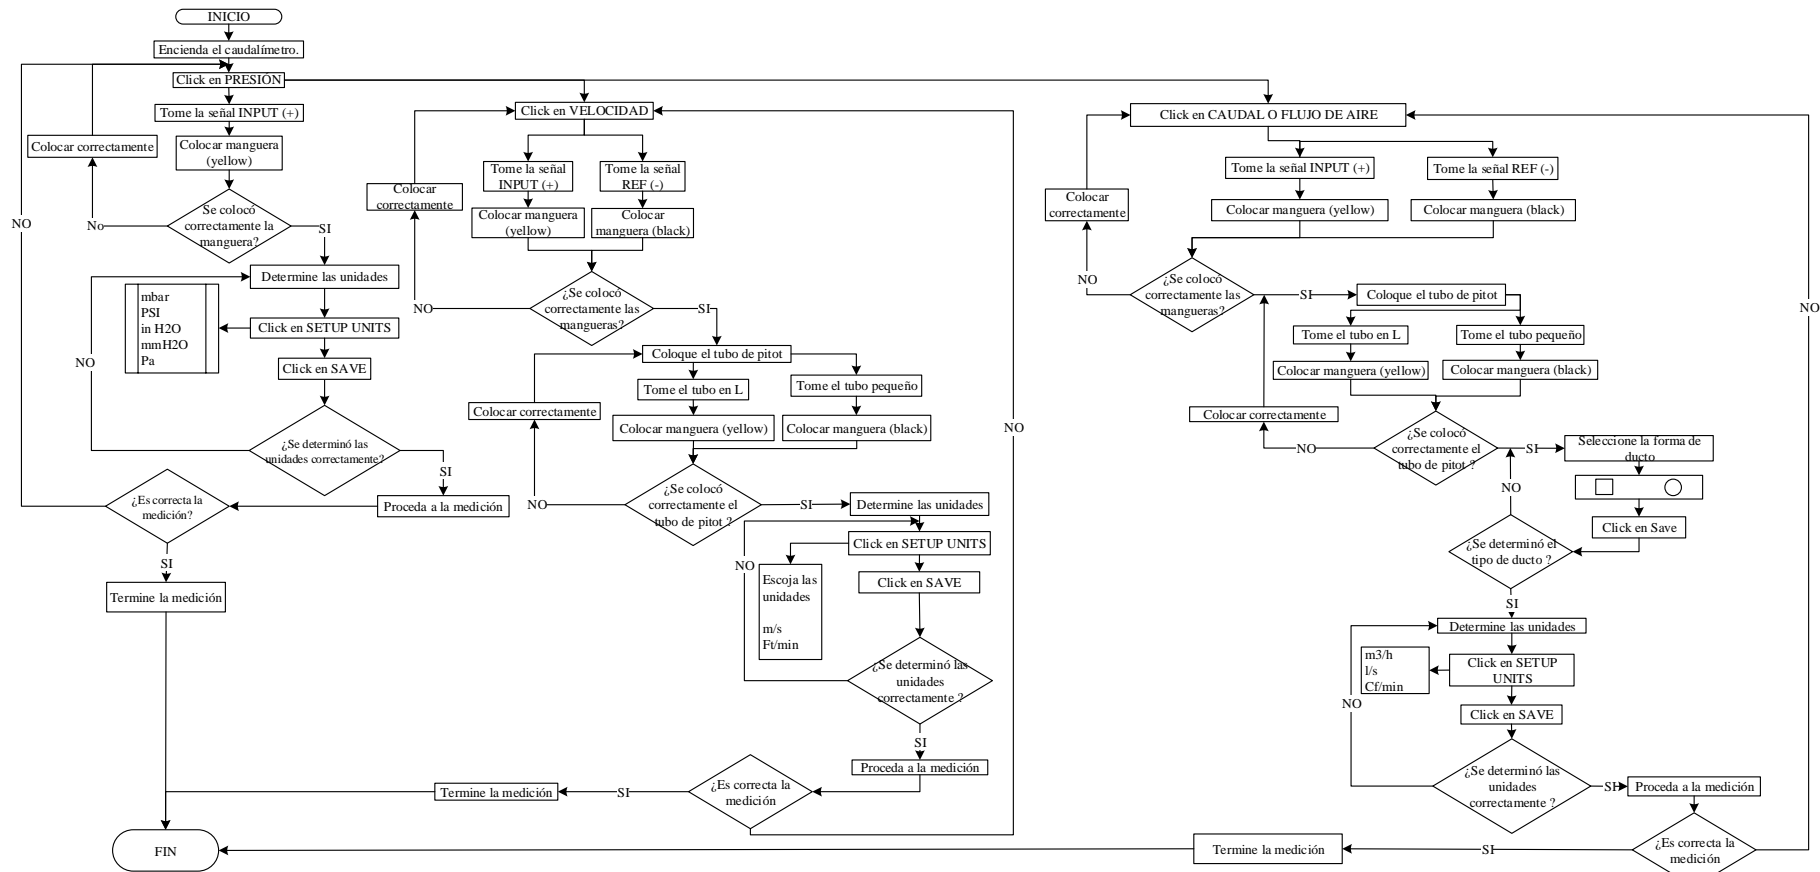 INICIO
Encienda el caudalímetro.
Click en PRESIÓN
Tome la señal INPUT (+)
Colocar manguera
(yellow)
Colocar correctamente
No
Se colocó
correctamente la
manguera?
SI
NO
Determine las unidades
mbar
PSI
in H2O
mmH2O
Pa
Click en SETUP UNITS
Click en SAVE
NO
¿Se determinó las
unidades correctamente?
SI
Proceda a la medición
¿Es correcta la
medición?
SI
Termine la medición
FIN
Click en VELOCIDAD
Tome la señal
INPUT (+)
Tome la señal
REF (-)
Colocar
correctamente
Colocar manguera
(yellow)
Colocar
manguera (black)
¿Se colocó
correctamente las
mangueras?
NO
SI
Coloque el tubo de pitot
Tome el tubo en L
Tome el tubo pequeño
Colocar correctamente
Colocar manguera (yellow)
Colocar manguera (black)
NO
¿Se colocó
correctamente el
tubo de pitot ?
NO
SI
Determine las unidades
Click en SETUP UNITS
NO
Escoja las
unidades
m/s
Ft/min
Click en SAVE
¿Se determinó las
unidades
correctamente ?
SI
Proceda a la medición
¿Es correcta la
medición
SI
Termine la medición
Click en CAUDAL O FLUJO DE AIRE
Tome la señal INPUT (+)
Tome la señal REF (-)
Colocar
correctamente
Colocar manguera (yellow)
Colocar manguera (black)
NO
¿Se colocó
correctamente las
mangueras?
SI
Coloque el tubo de pitot
NO
Tome el tubo en L
Tome el tubo pequeño
Colocar manguera (yellow)
Colocar manguera (black)
Colocar correctamente
NO
¿Se colocó
correctamente el
tubo de pitot ?
SI
Seleccione la forma de
ducto
NO
Click en Save
¿Se determinó el
tipo de ducto ?
SI
Determine las unidades
m3/h
l/s
Cf/min
Click en SETUP
UNITS
NO
Click en SAVE
¿Se determinó las
unidades
correctamente ?
SI
Proceda a la medición
¿Es correcta la
medición
SI
Termine la medición